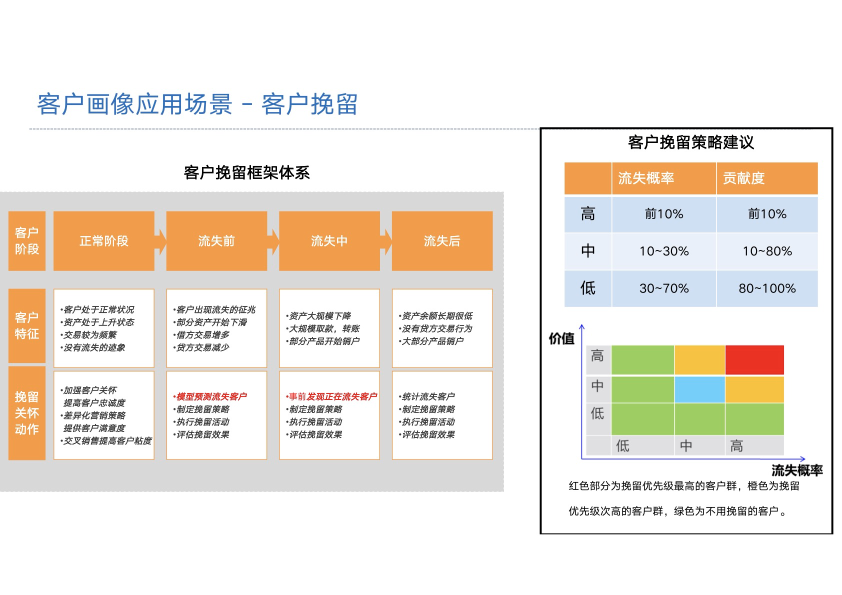 客户画像应用场景 – 客户挽留
客户挽留框架体系
客户
阶段
正常阶段
流失前
流失中
流失后
客户
特征
•客户处于正常状况
•资产处于上升状态
•交易较为频繁
•没有流失的迹象
•客户出现流失的征兆
•部分资产开始下滑
•借方交易增多
•贷方交易减少
•资产大规模下降
•大规模取款，转账
•部分产品开始销户
•资产余额长期很低
•没有贷方交易行为
•大部分产品销户
挽留
关怀
动作
•加强客户关怀
提高客户忠诚度
•差异化营销策略
提供客户满意度
•交叉销售提高客户粘度
•模型预测流失客户
•制定挽留策略
•执行挽留活动
•评估挽留效果
•事前发现正在流失客户
•制定挽留策略
•执行挽留活动
•评估挽留效果
•统计流失客户
•制定挽留策略
•执行挽留活动
•评估挽留效果
客户挽留策略建议
流失概率 贡献度
高 前10% 前10%
中 10~30% 10~80%
低 30~70% 80~100%
价值
高
中
低
低 中 高
流失概率
红色部分为挽留优先级最高的客户群，橙色为挽留
优先级次高的客户群，绿色为不用挽留的客户。